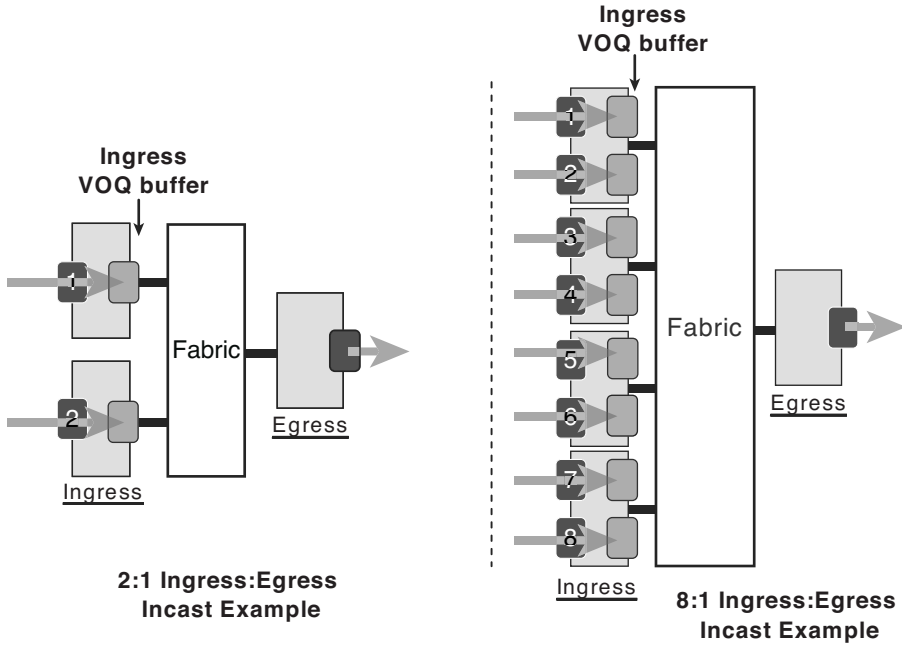 Ingress
VOQ buffer
1
2
Fabric
Egress
Ingress
2:1 Ingress:Egress
Incast Example
Ingress
VOQ buffer
1
2
3
4
5
6
7
8
Fabric
Egress
Ingress
8:1 Ingress:Egress
Incast Example